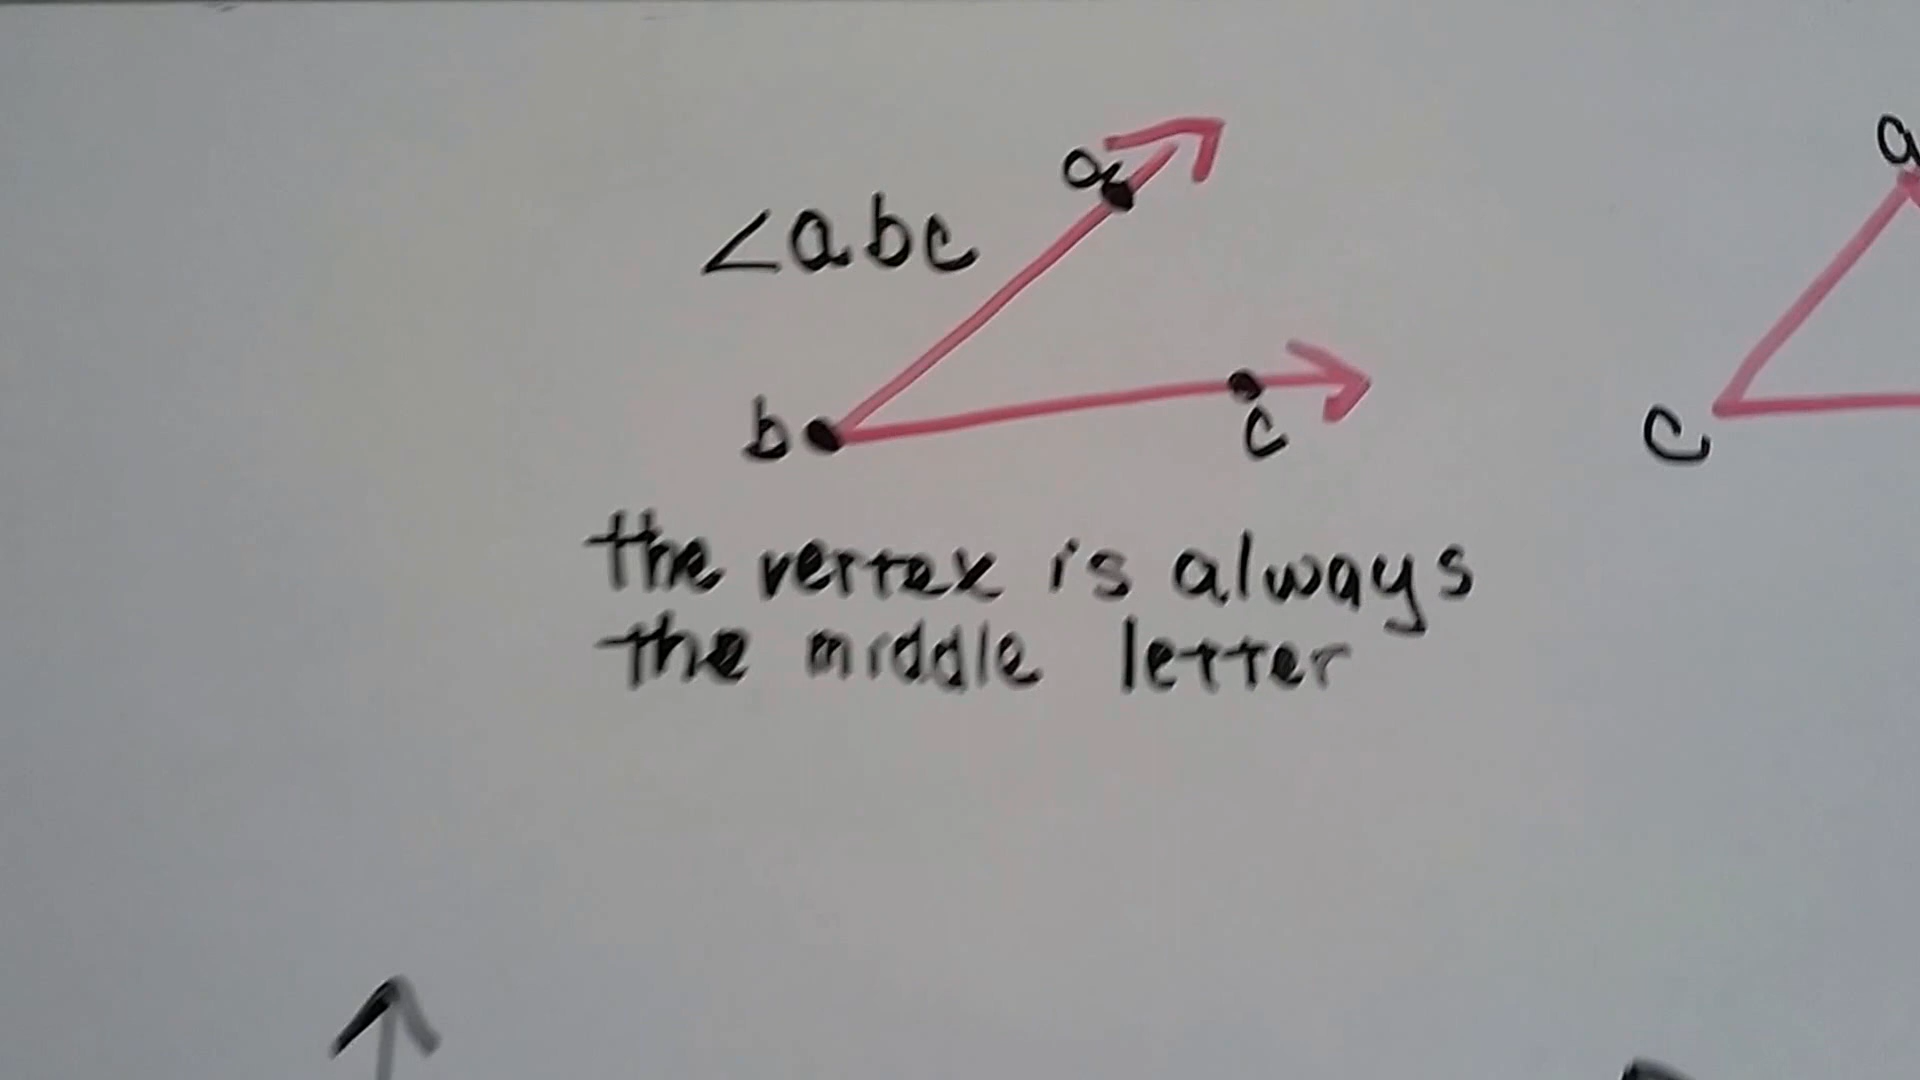 a
∠abc
b
c
the vertex is always
the middle letter
a
c